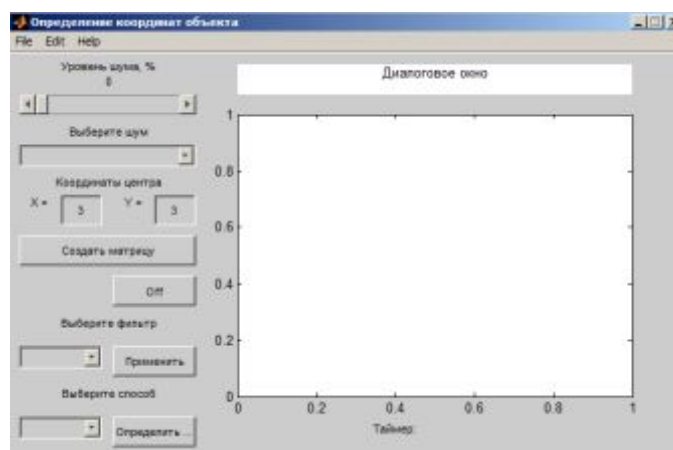 Определение координат объекта
File Edit Help
Уровень шума, %
0
Выберите шум
Координаты центра
X = 3 Y = 3
Создать матрицу
Off
Выберите фильтр
Применить
Выберите способ
Определить ...
Диалоговое окно
1
0.8
0.6
0.4
0.2
0
0 0.2 0.4 0.6 0.8 1
Таймер: